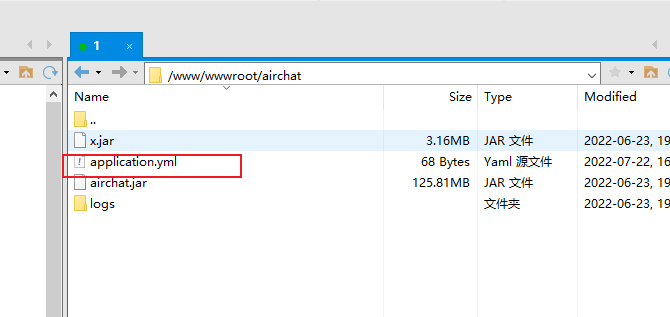 1 ×
/www/wwwroot/airchat
Name Size Type Modified
..
x.jar 3.16MB JAR 文件 2022-06-23, 19
application.yml 68 Bytes Yaml 源文件 2022-07-22, 16
airchat.jar 125.81MB JAR 文件 2022-06-23, 19
logs 文件夹 2022-06-23, 19